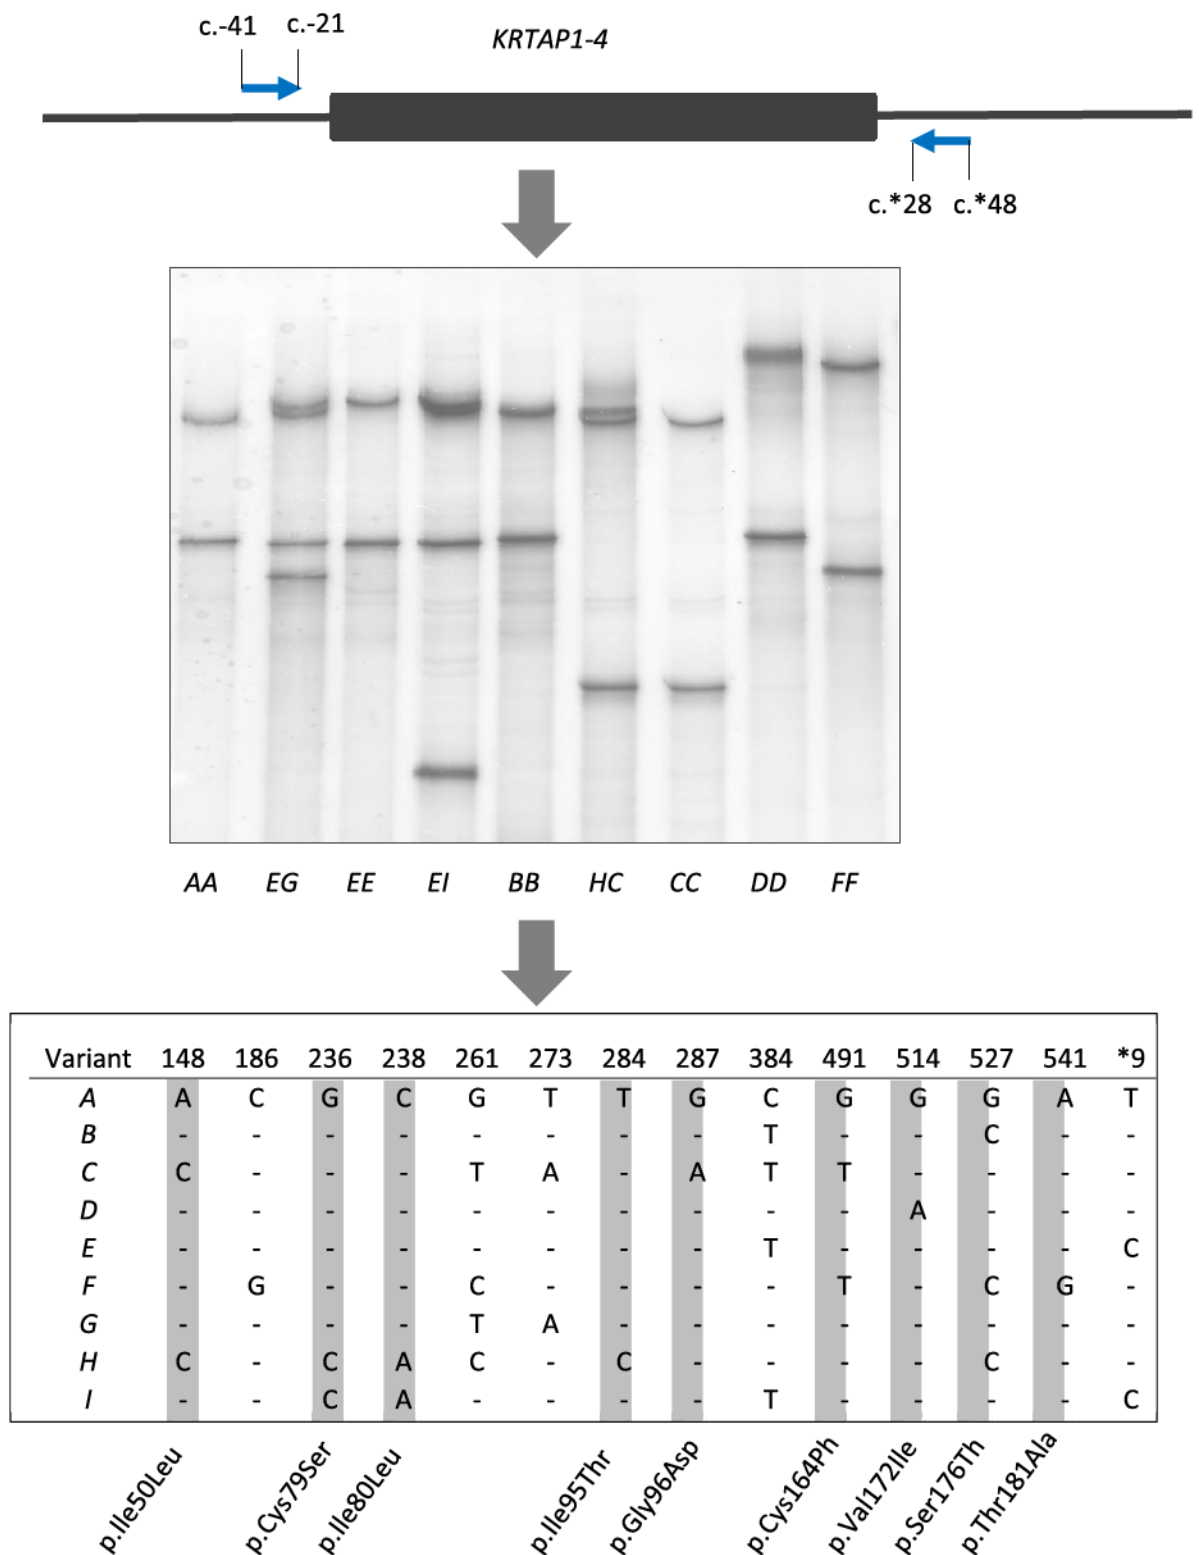 c.-41 c.-21
KRTAP1-4
c.*28 c.*48
AA EG EE EI BB HC CC DD FF
Variant 148 186 236 238 261 273 284 287 384 491 514 527 541 *9
A A C G C G T T G C G G G A T
B - - - - - - - - T - - C - -
C C - - - T A - A T T - - - -
D - - - - - - - - - - A - - -
E - - - - - - - - T - - - - C
F - G - - C - - - - T - C G -
G - - - - T A - - - - - - - -
H C - C A C - C - - - - C - -
I - - C A - - - - T - - - - C
p.Ile50Leu
p.Cys79Ser
p.Ile80Leu
p.Ile95Thr
p.Gly96Asp
p.Cys164Ph
p.Val172Ile
p.Ser176Th
p.Thr181Ala